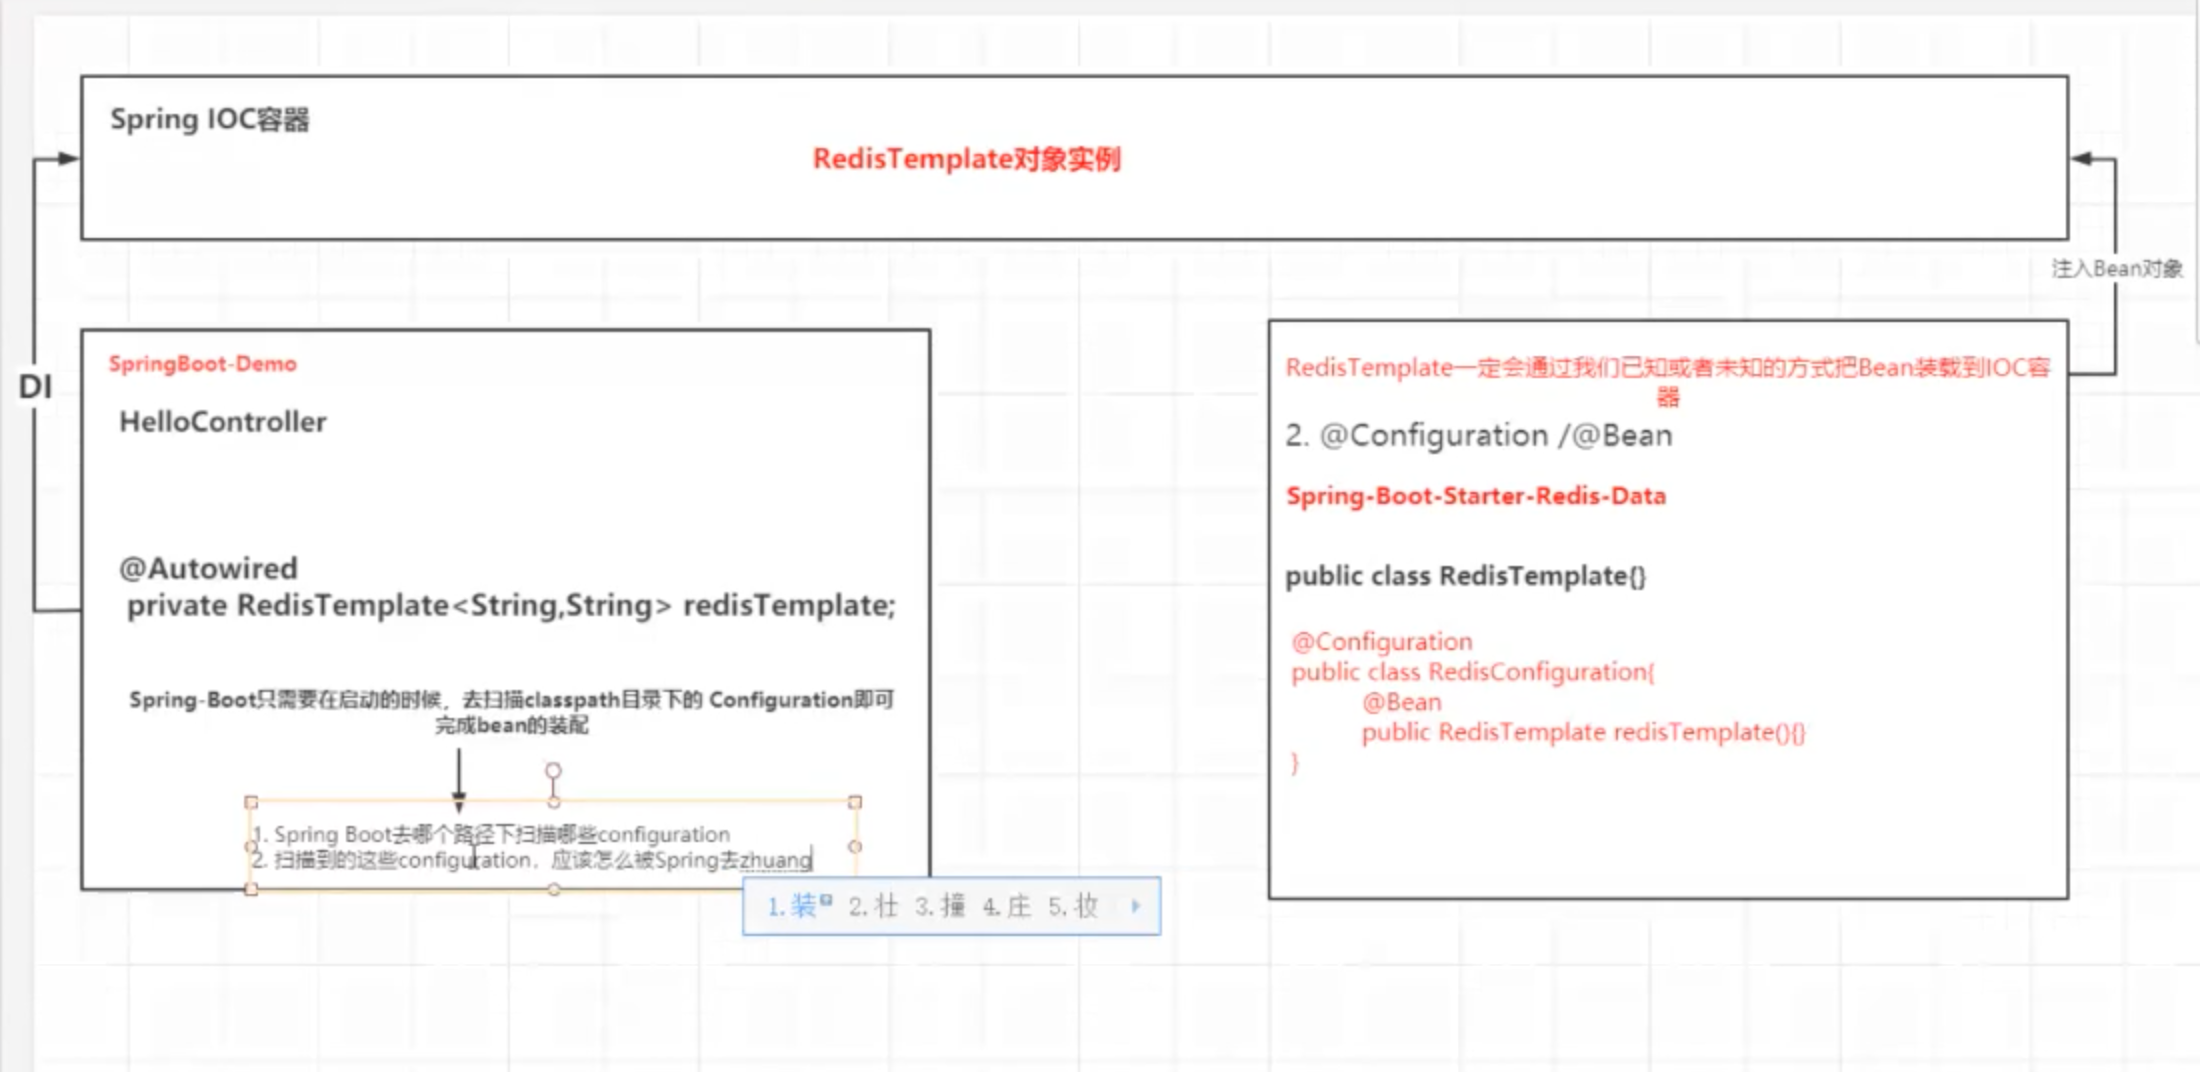 Spring IOC容器
RedisTemplate对象实例
注入Bean对象
DI
SpringBoot-Demo
HelloController
@Autowired
private RedisTemplate<String,String> redisTemplate;
Spring-Boot只需要在启动的时候，去扫描classpath目录下的 Configuration即可
完成bean的装配
1. Spring Boot去哪个路径下扫描哪些configuration
2. 扫描到的这些configuration，应该怎么被Spring去zhuang
1.装 2.壮 3.撞 4.庄 5.妆
RedisTemplate一定会通过我们已知或者未知的方式把Bean装载到IOC容
器
2. @Configuration /@Bean
Spring-Boot-Starter-Redis-Data
public class RedisTemplate{}
@Configuration
public class RedisConfiguration{
@Bean
public RedisTemplate redisTemplate(){}
}